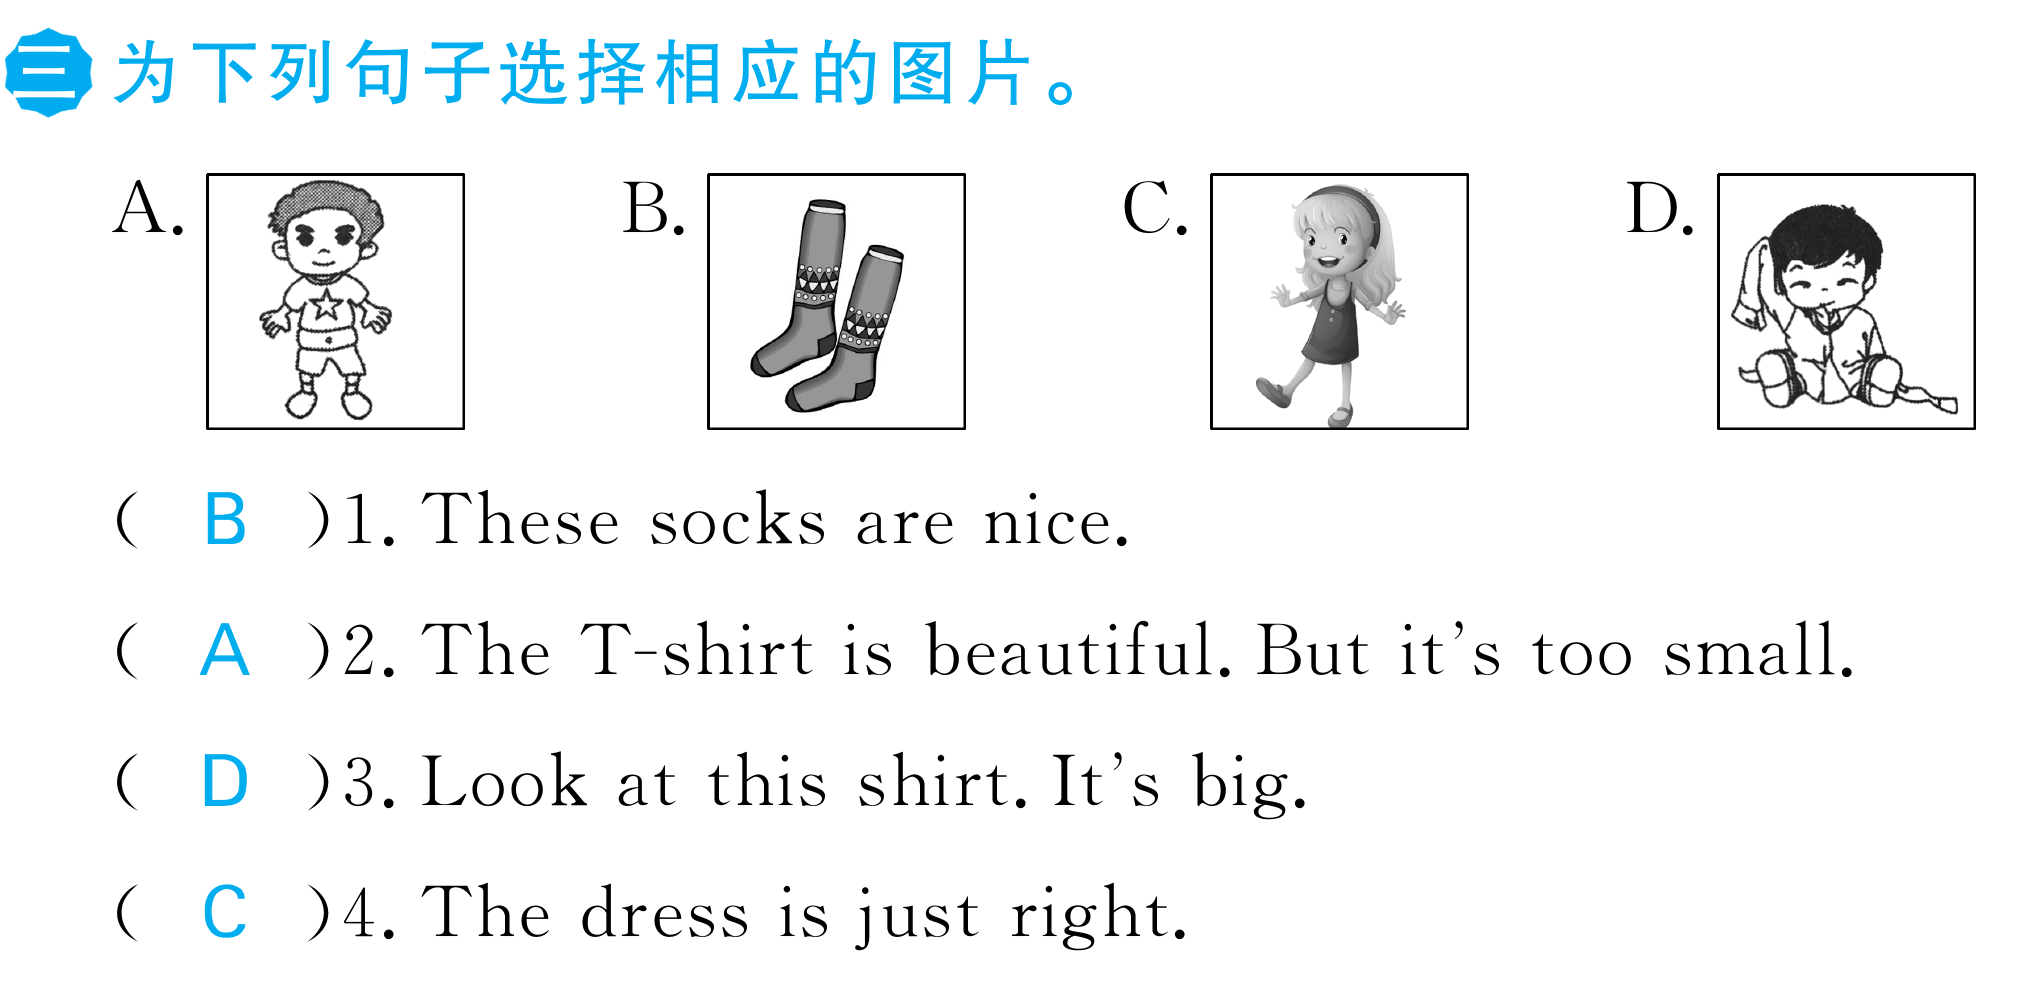 三 为下列句子选择相应的图片。
A. B. C. D.
( B )1. These socks are nice.
( A )2. The T-shirt is beautiful. But it's too small.
( D )3. Look at this shirt. It's big.
( C )4. The dress is just right.